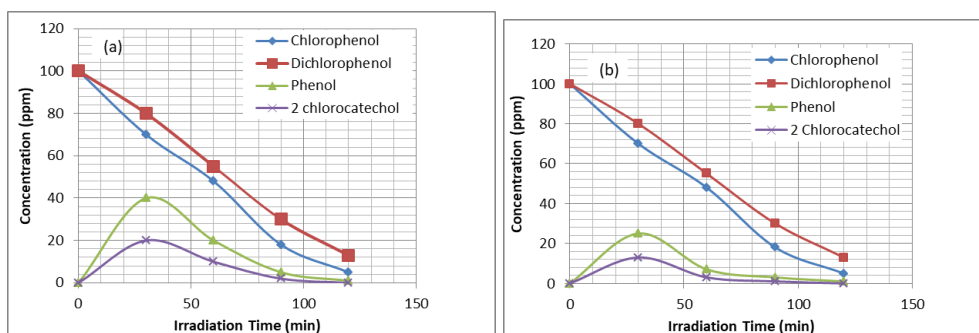 (a)
Chlorophenol
Dichlorophenol
Phenol
2 chlorocatechol
Concentration (ppm)
120
100
80
60
40
20
0
0
50
100
150
Irradiation Time (min)
(b)
Chlorophenol
Dichlorophenol
Phenol
2 Chlorocatechol
Concentration (ppm)
120
100
80
60
40
20
0
0
50
100
150
Irradiation Time (min)